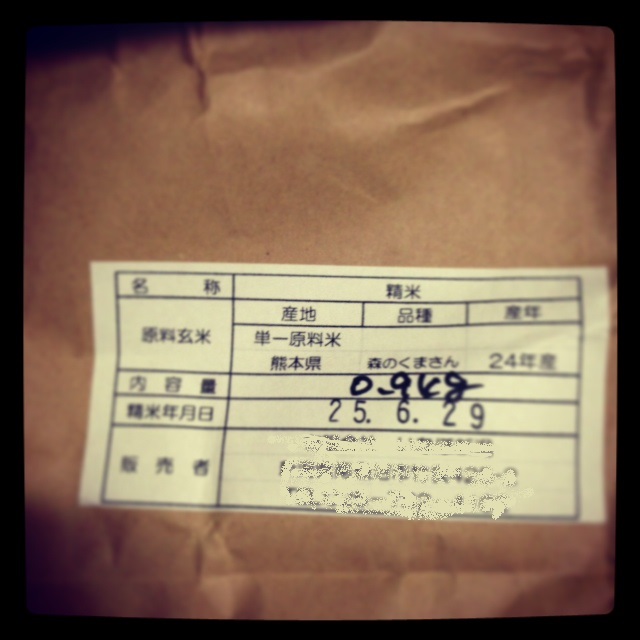 名称 精米
原料玄米 産地 品種 産年
単一原料米
熊本県 森のくまさん 24年産
内容量
精米年月日 25. 6. 29
販売者